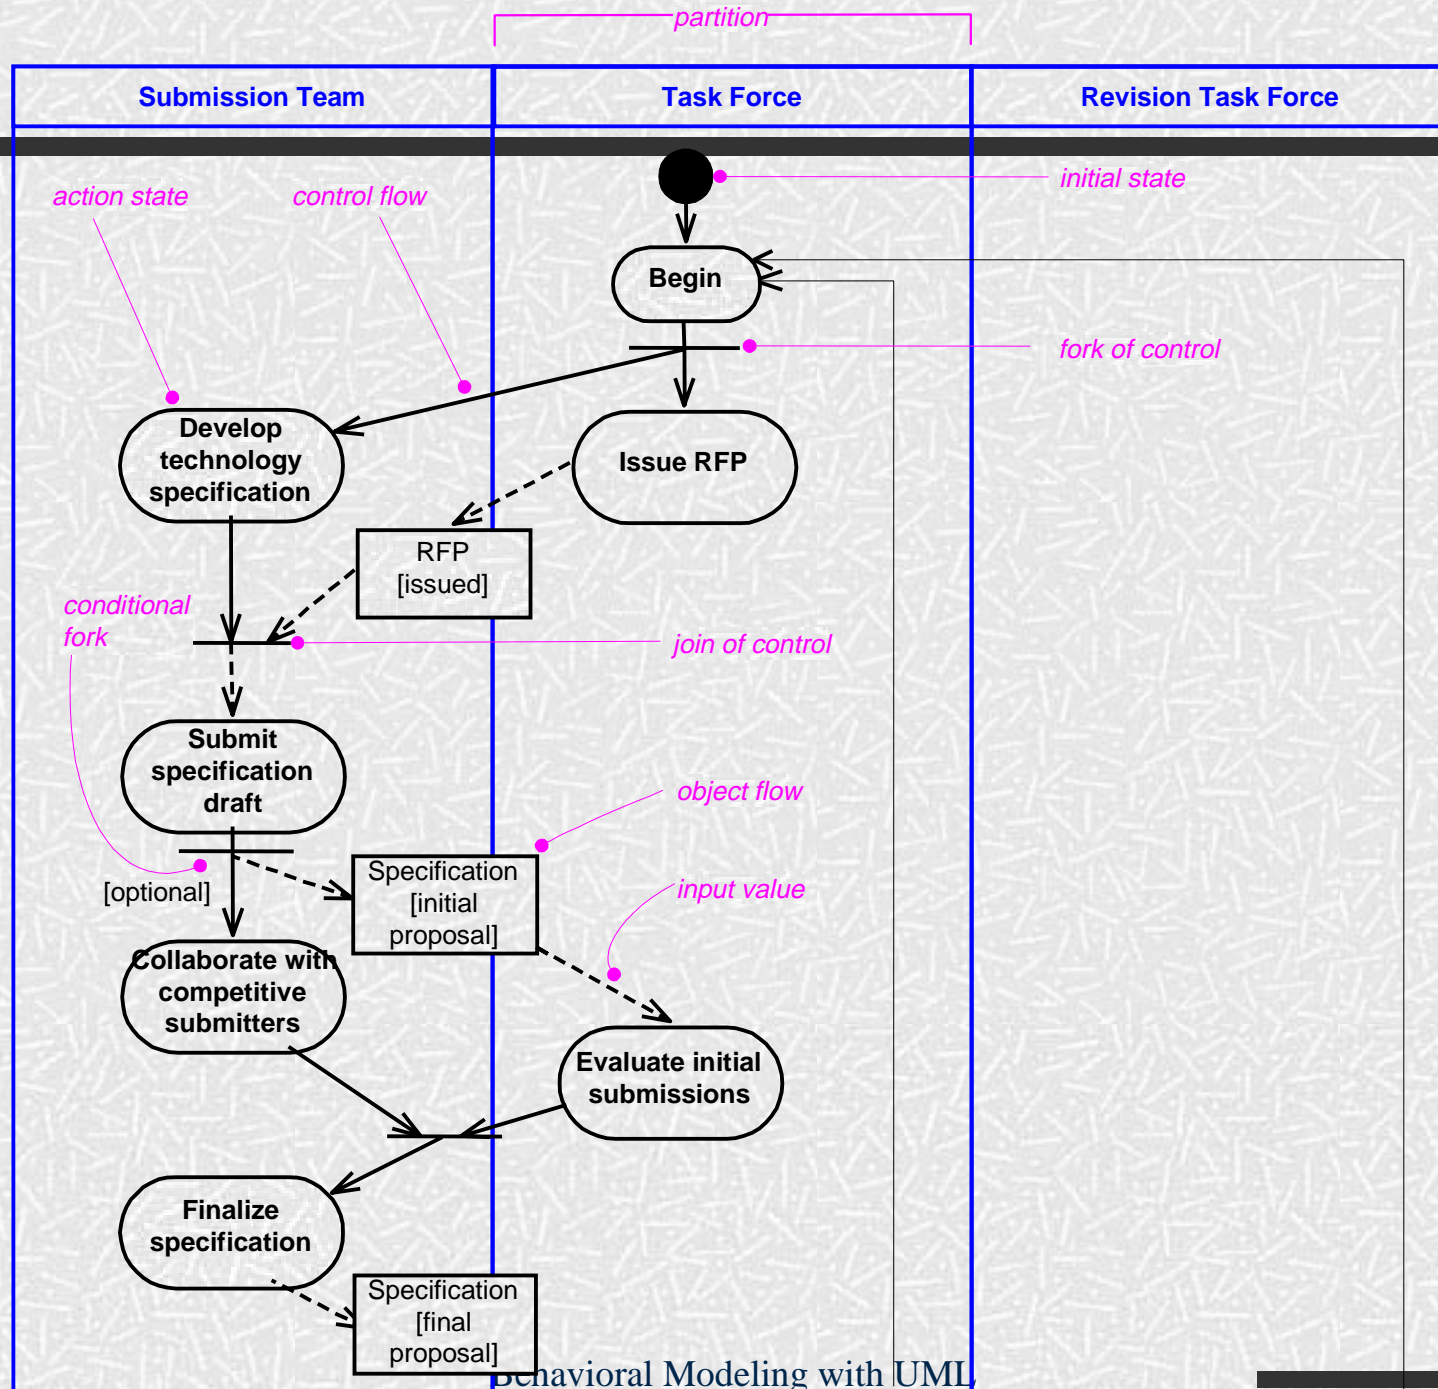 partition
Submission Team
Task Force
Revision Task Force
action state
control flow
initial state
Begin
fork of control
Develop
technology
specification
Issue RFP
RFP
[issued]
conditional
fork
join of control
Submit
specification
draft
object flow
Specification
[initial
proposal]
input value
[optional]
Collaborate with
competitive
submitters
Evaluate initial
submissions
Finalize
specification
Specification
[final
proposal]
Behavioral Modeling with UML